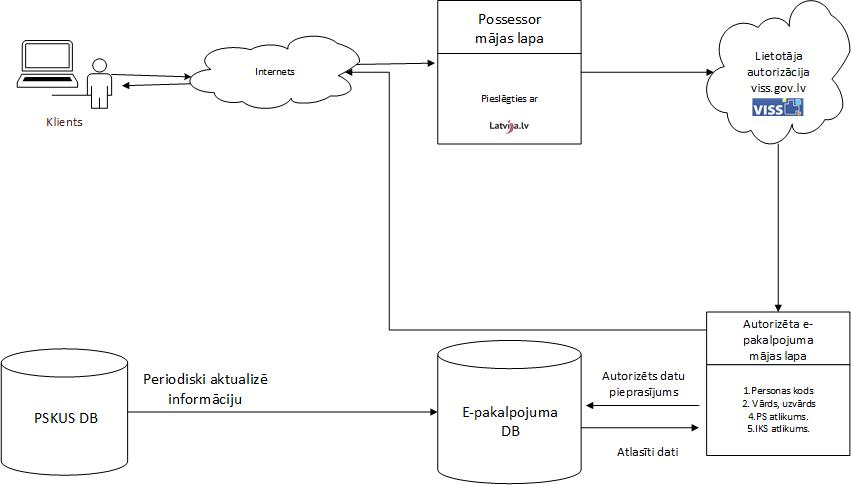 Possessor
mājas lapa
Pieslēgties ar
Latvija.lv
Lietotāja
autorizācija
viss.gov.lv
VISS
Internets
Klients
Autorizēta e-
pakalpojuma
mājas lapa
1.Personas kods
2. Vārds, uzvārds
4.PS atlikums.
5.IKS atlikums.
PSKUS DB
Periodiski aktualizē
informāciju
E-pakalpojuma
DB
Autorizēts datu
pieprasījums
Atlasīti dati